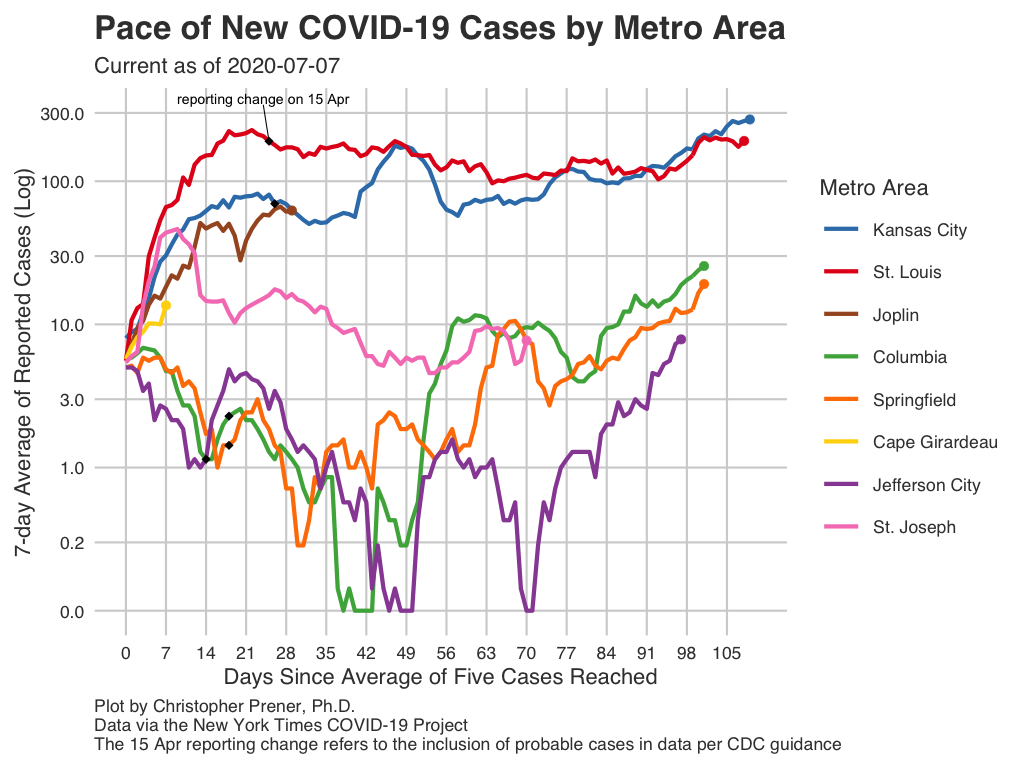 Pace of New COVID-19 Cases by Metro Area
Current as of 2020-07-07
reporting change on 15 Apr
300.0
100.0
30.0
10.0
3.0
1.0
0.2
0.0
7-day Average of Reported Cases (Log)
0 7 14 21 28 35 42 49 56 63 70 77 84 91 98 105
Days Since Average of Five Cases Reached
Metro Area
Kansas City
St. Louis
Joplin
Columbia
Springfield
Cape Girardeau
Jefferson City
St. Joseph
Plot by Christopher Prener, Ph.D.
Data via the New York Times COVID-19 Project
The 15 Apr reporting change refers to the inclusion of probable cases in data per CDC guidance